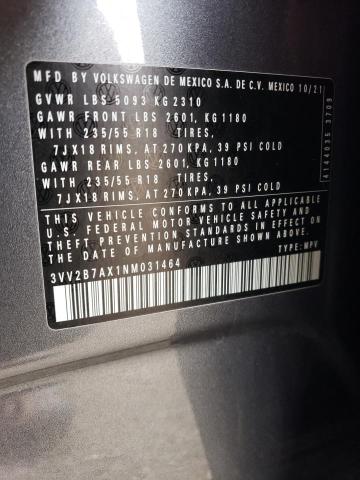 MFD. BY VOLKSWAGEN DE MEXICO S.A. DE C.V. MEXICO 10/21
GVWR LBS 5093 KG 2310
GAWR FRONT LBS 2601, KG 1180
WITH 235/55 R18 TIRES,
7JX18 RIMS, AT 270 KPA, 39 PSI COLD
GAWR REAR LBS 2601, KG 1180
WITH 235/55 R18 TIRES,
7JX18 RIMS, AT 270 KPA, 39 PSI COLD
THIS VEHICLE CONFORMS TO ALL APPLICABLE
U.S. FEDERAL MOTOR VEHICLE SAFETY AND
THEFT PREVENTION STANDARDS IN EFFECT ON
THE DATE OF MANUFACTURE SHOWN ABOVE.
3VV2B7AX1NM031464 TYPE: MPV
4144035 3709